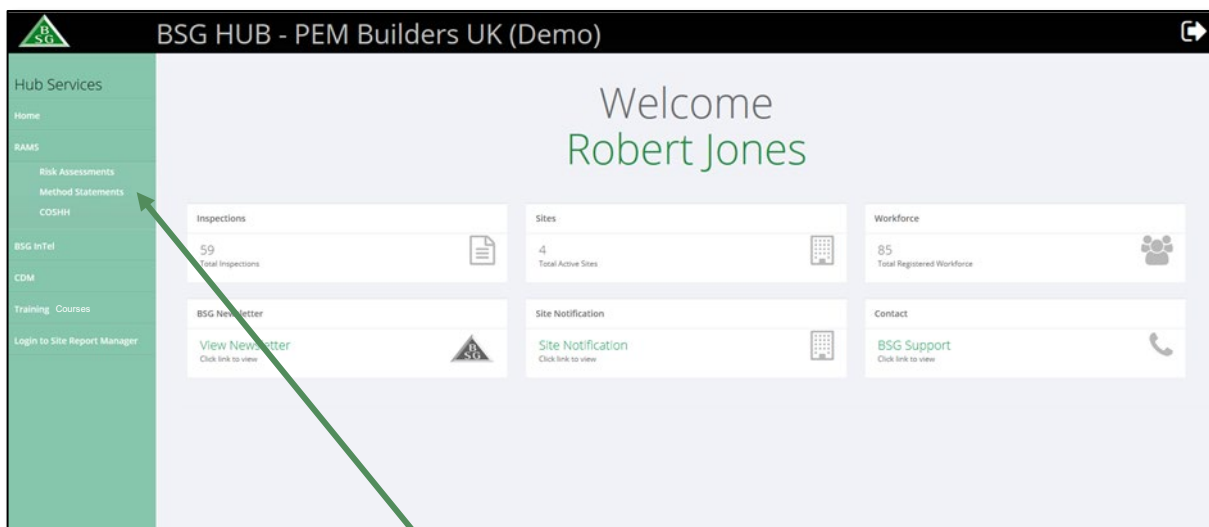 BSG
BSG HUB - PEM Builders UK (Demo)
Hub Services
Home
RAMS
Risk Assessments
Method Statements
COSHH
BSG InTel
CDM
Training Courses
Login to Site Report Manager
Welcome
Robert Jones
Inspections
59
Total Inspections
Sites
4
Total Active Sites
Workforce
85
Total Registered Workforce
BSG Newsletter
View Newsletter
Click link to view
BSG
Site Notification
Site Notification
Click link to view
Contact
BSG Support
Click link to view